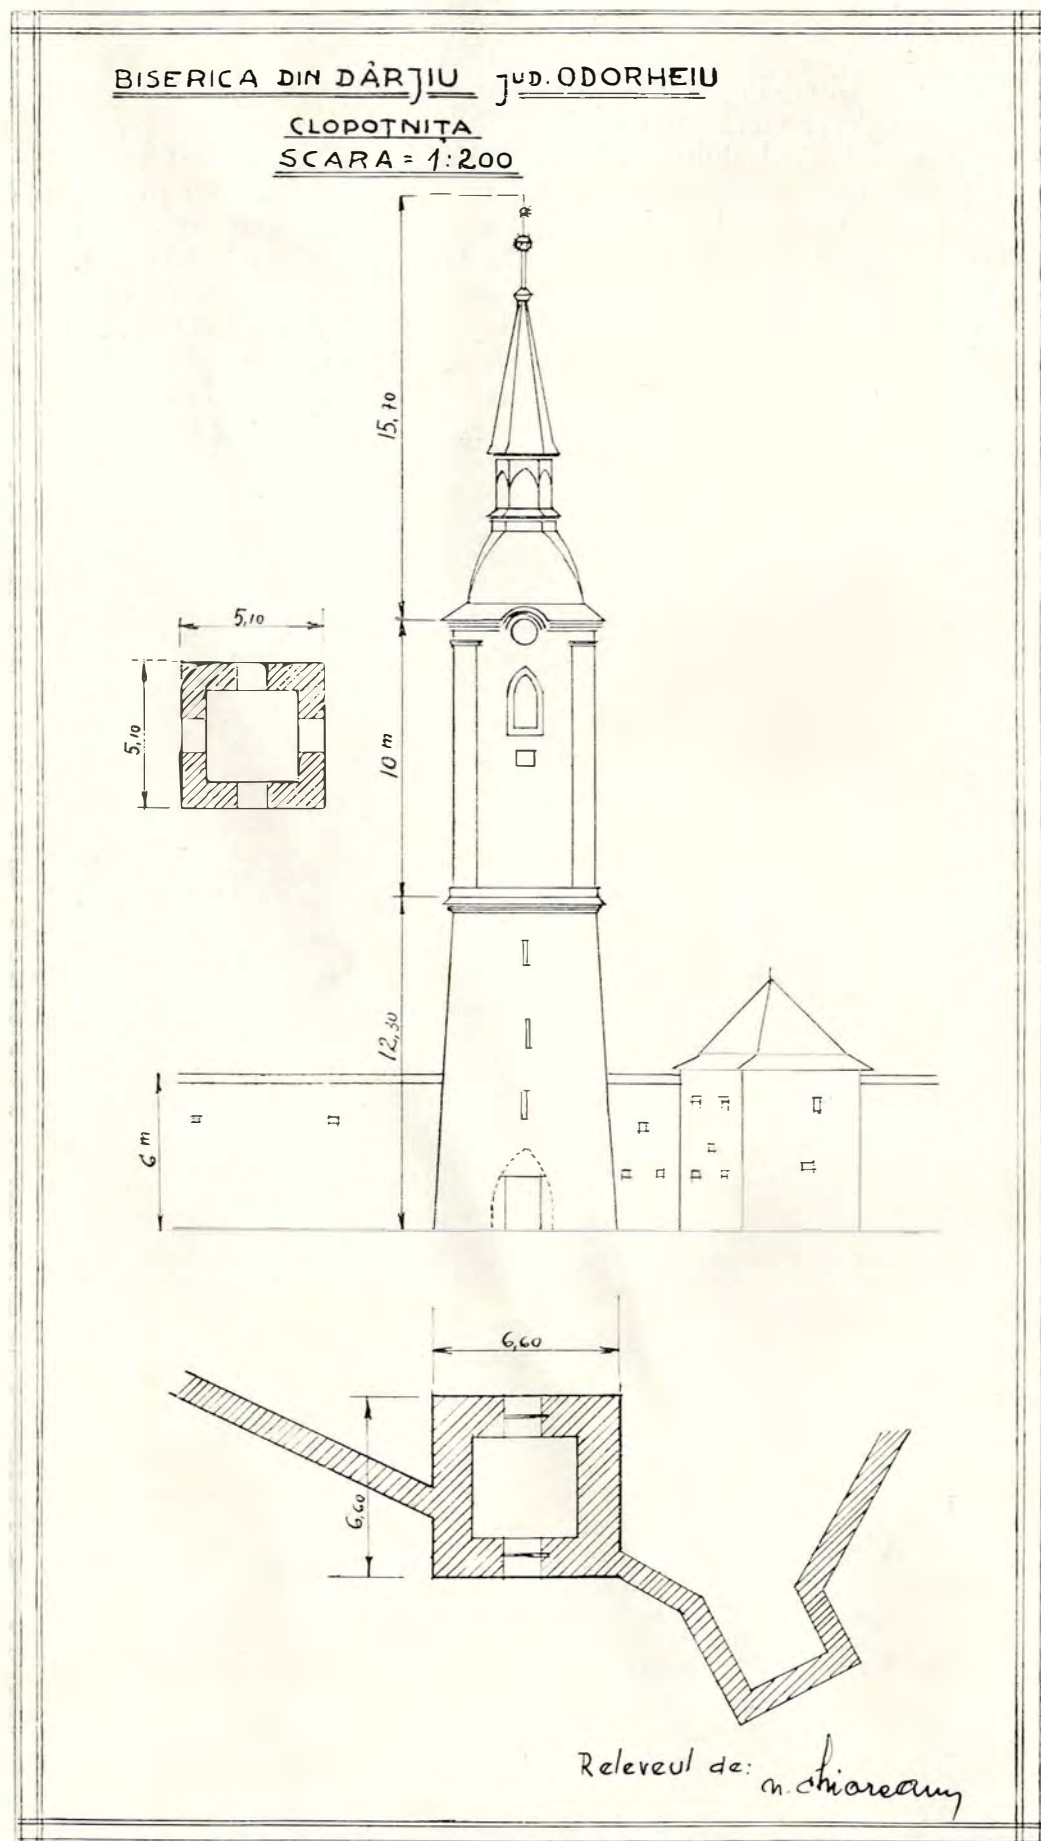 BISERICA DIN DÂRJIU JUD. ODORHEIU
CLOPOTNIȚA
SCARA = 1:200
15,70
5,10
5,10
10 m
12,30
6 m
6,60
6,60
Releveul de: n. Chioreanu